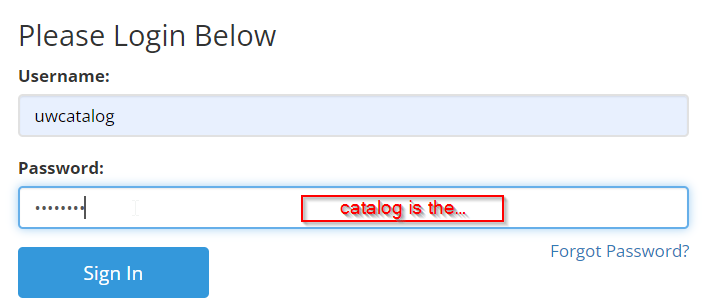 Please Login Below
Username:
uwcatalog
Password:
••••••••
catalog is the...
Forgot Password?
Sign In